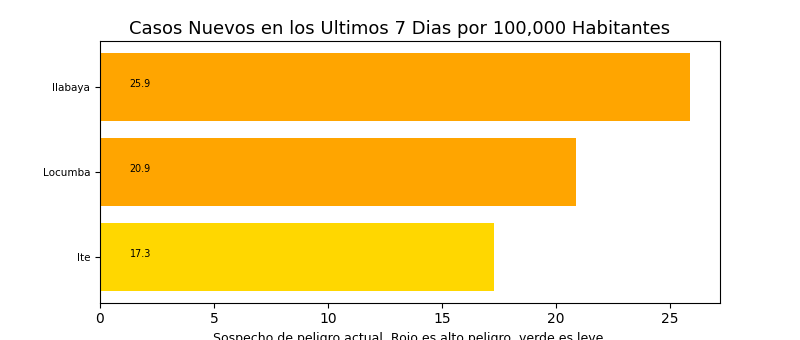 Casos Nuevos en los Ultimos 7 Dias por 100,000 Habitantes
Ilabaya
25.9
Locumba
20.9
Ite
17.3
0 5 10 15 20 25
Sospecho de peligro actual. Rojo es alto peligro, verde es leve